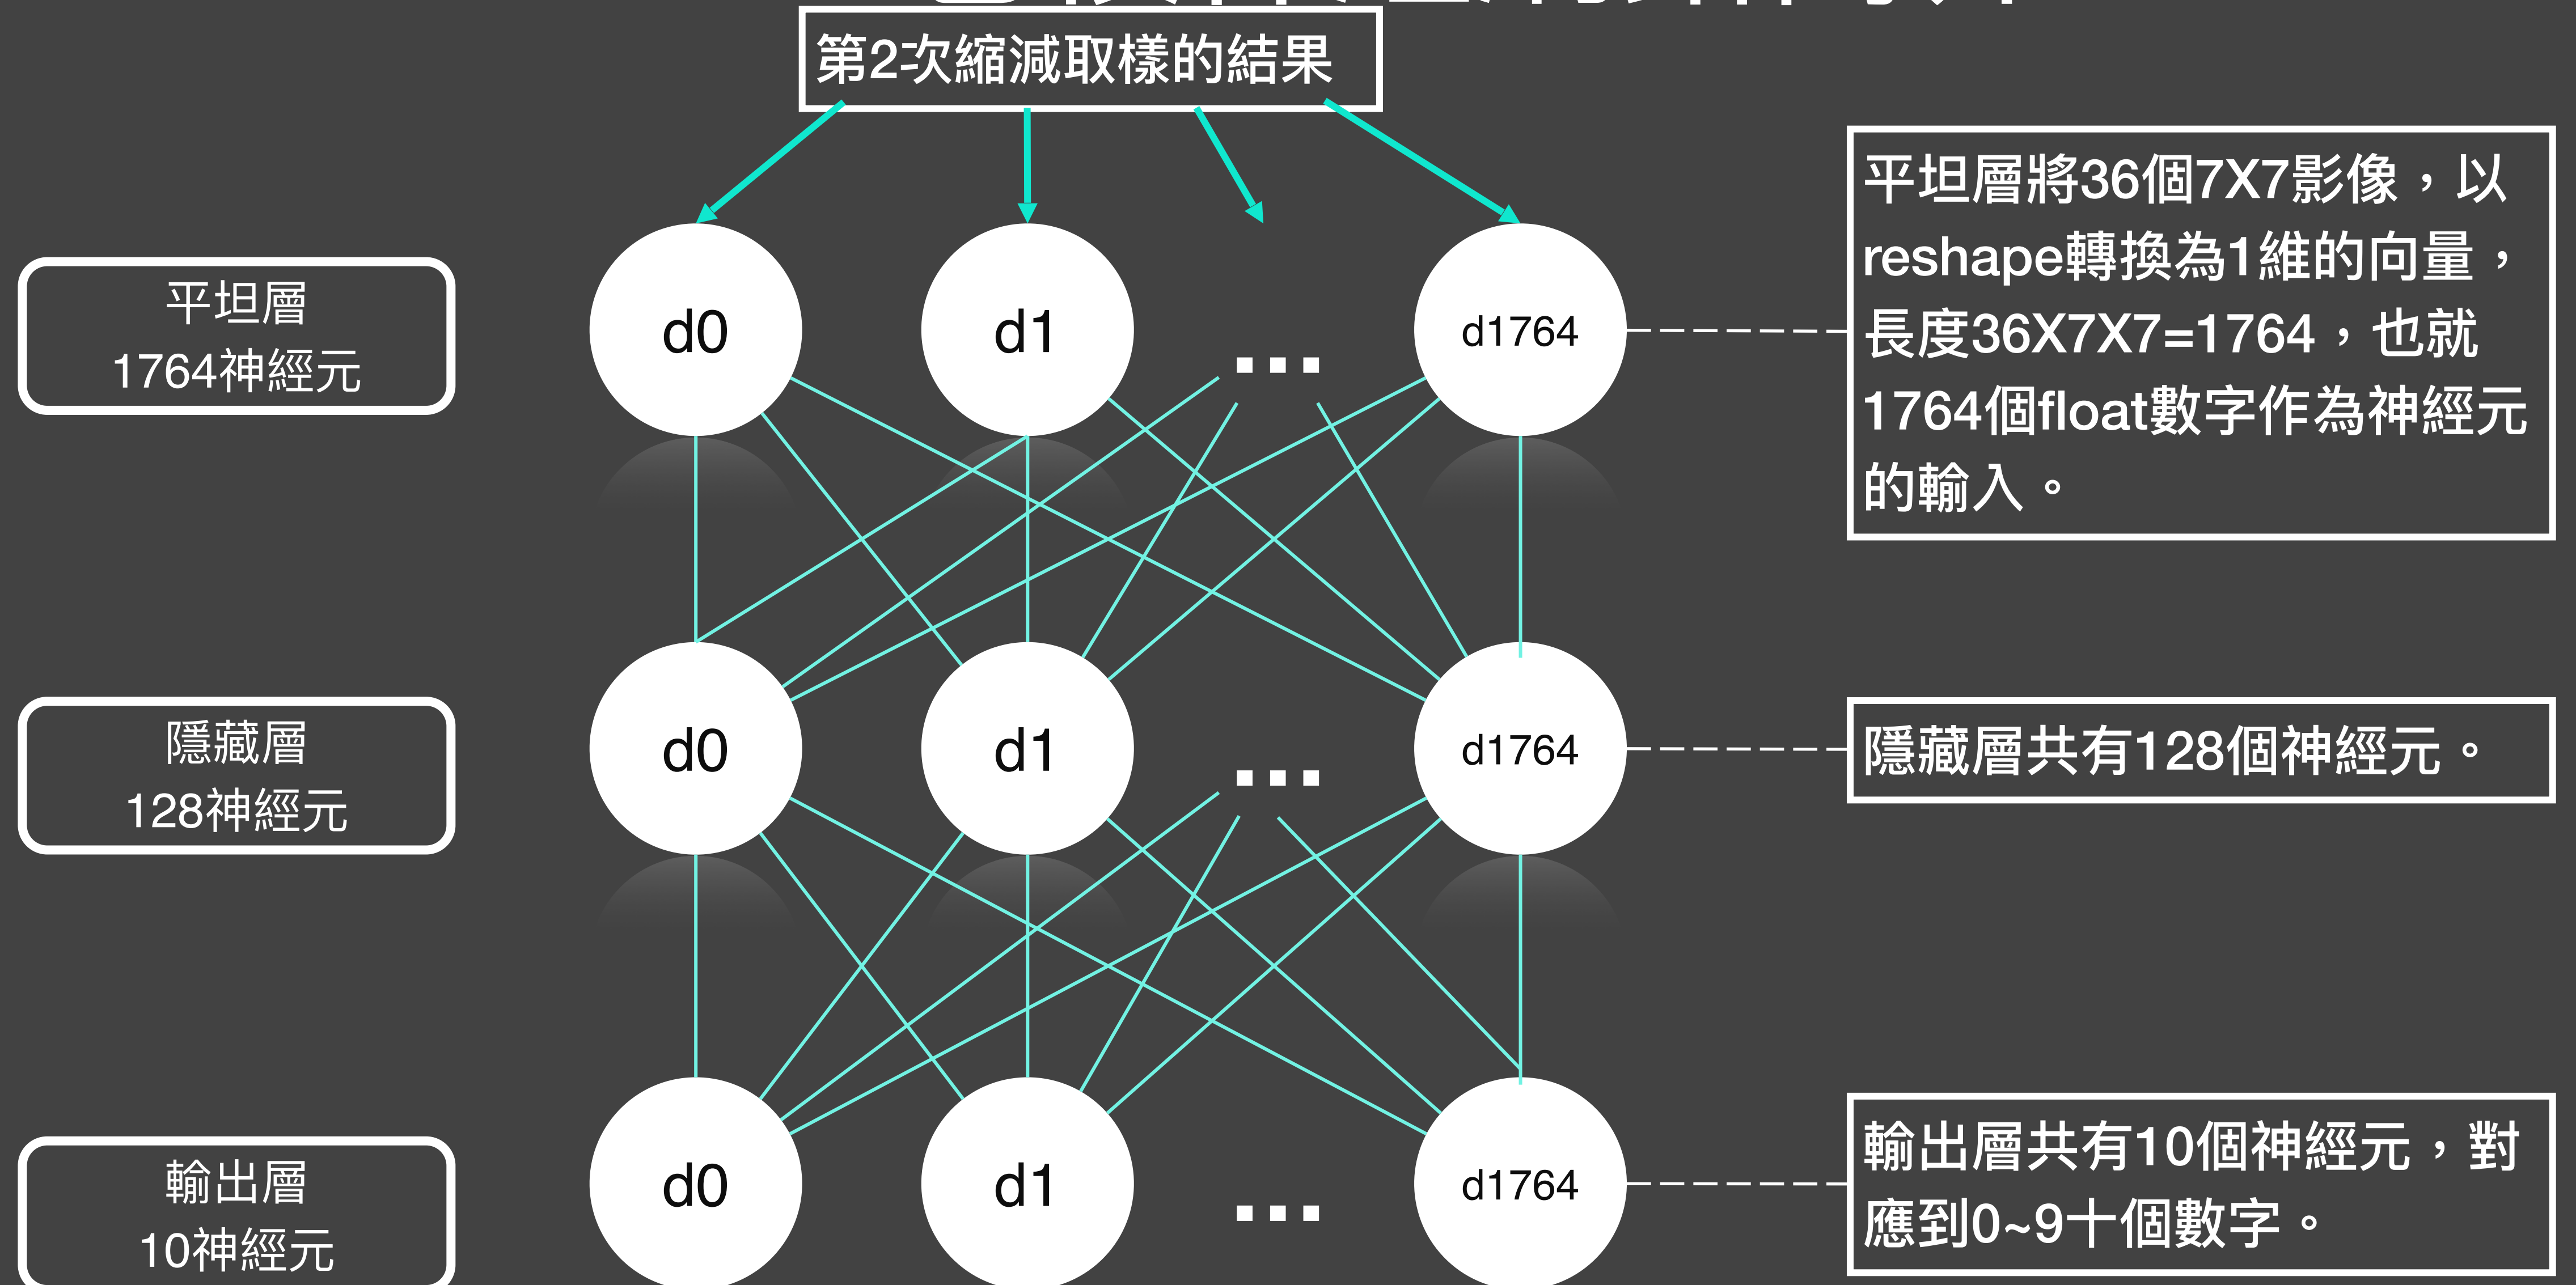 第2次縮減取樣的結果
平坦層
1764神經元
d0
d1
...
d1764
平坦層將36個7X7影像，以
reshape轉換為1維的向量，
長度36X7X7=1764，也就
1764個float數字作為神經元
的輸入。
隱藏層
128神經元
d0
d1
...
d1764
隱藏層共有128個神經元。
輸出層
10神經元
d0
d1
...
d1764
輸出層共有10個神經元，對
應到0~9十個數字。